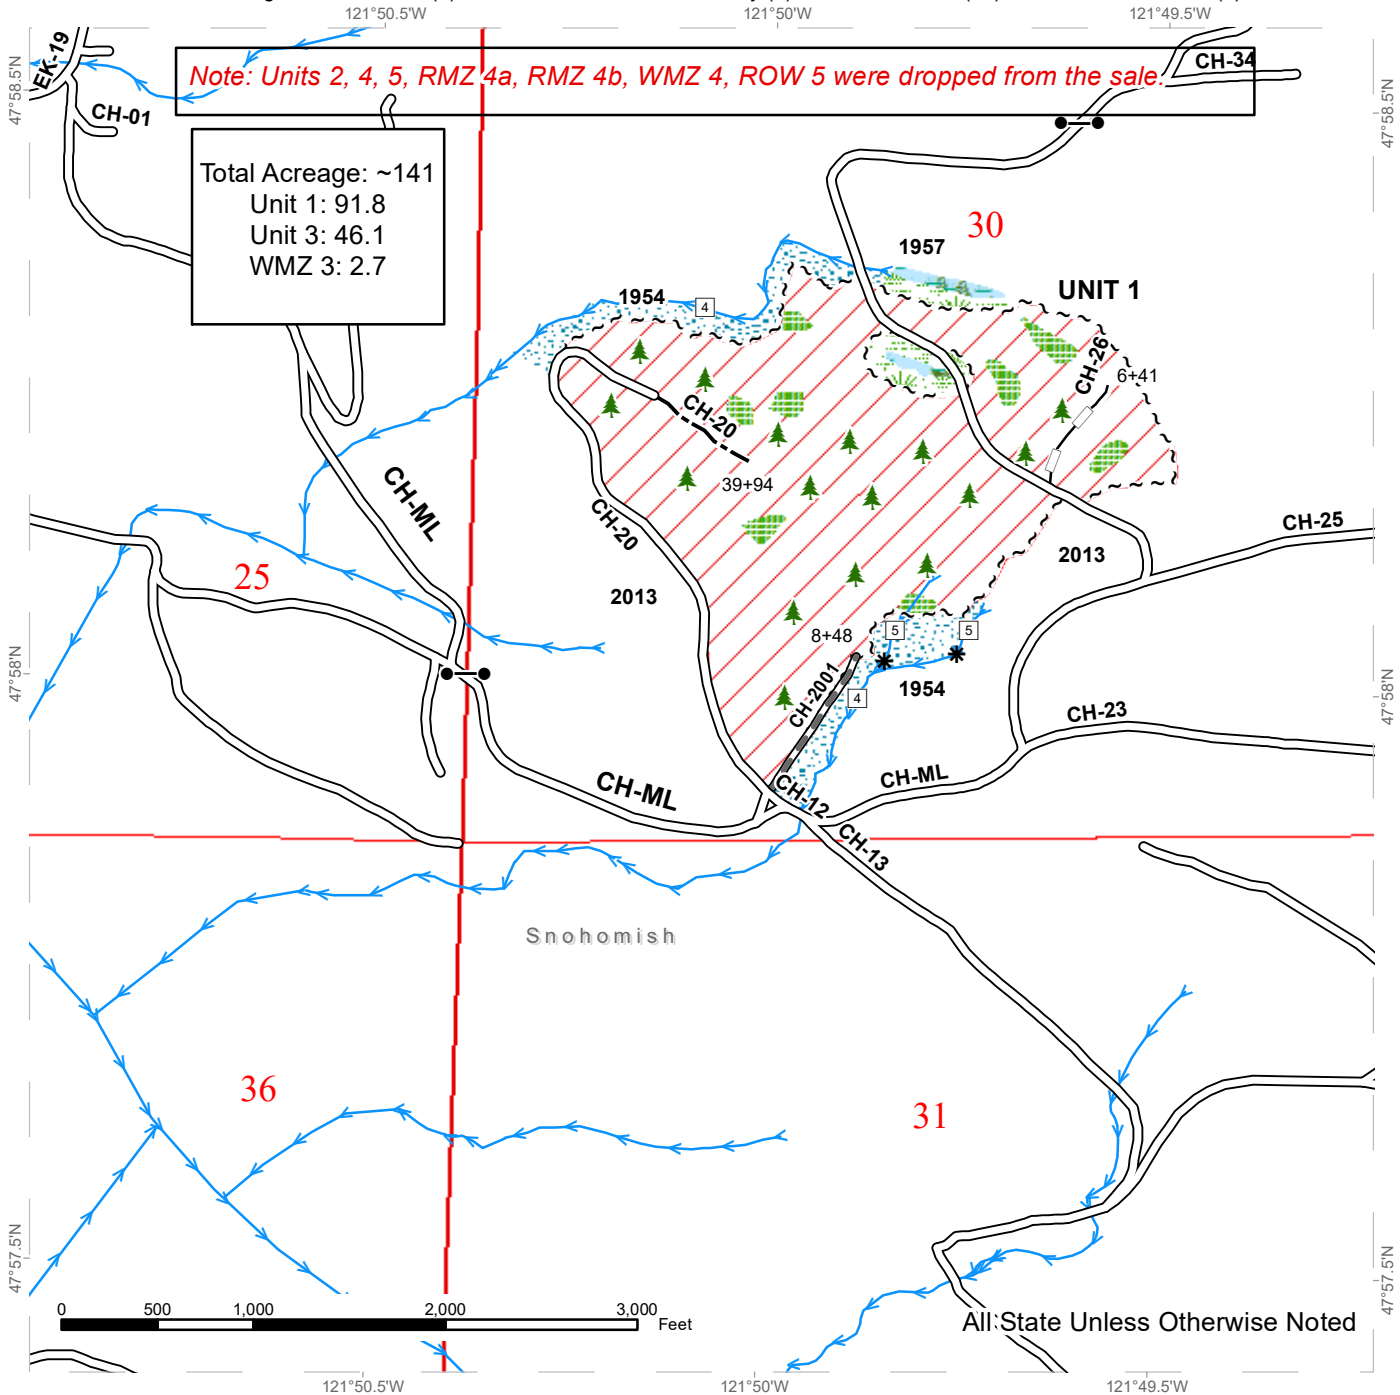 121°50.5'W
121°50'W
121°49.5'W
47°58.5'N
47°58.5'N
EK-19
CH-01
Note: Units 2, 4, 5, RMZ 4a, RMZ 4b, WMZ 4, ROW 5 were dropped from the sale.
CH-34
Total Acreage: ~141
Unit 1: 91.8
Unit 3: 46.1
WMZ 3: 2.7
30
1957
UNIT 1
1954
4
CH-26
6+41
CH-20
39+94
CH-ML
CH-20
CH-25
2013
25
2013
8+48
5
5
47°58'N
47°58'N
CH-2001
4
1954
CH-23
CH-ML
CH-ML
CH-12
CH-13
Snohomish
36
31
47°57.5'N
47°57.5'N
0
500
1,000
2,000
3,000
Feet
All State Unless Otherwise Noted
121°50.5'W
121°50'W
121°49.5'W